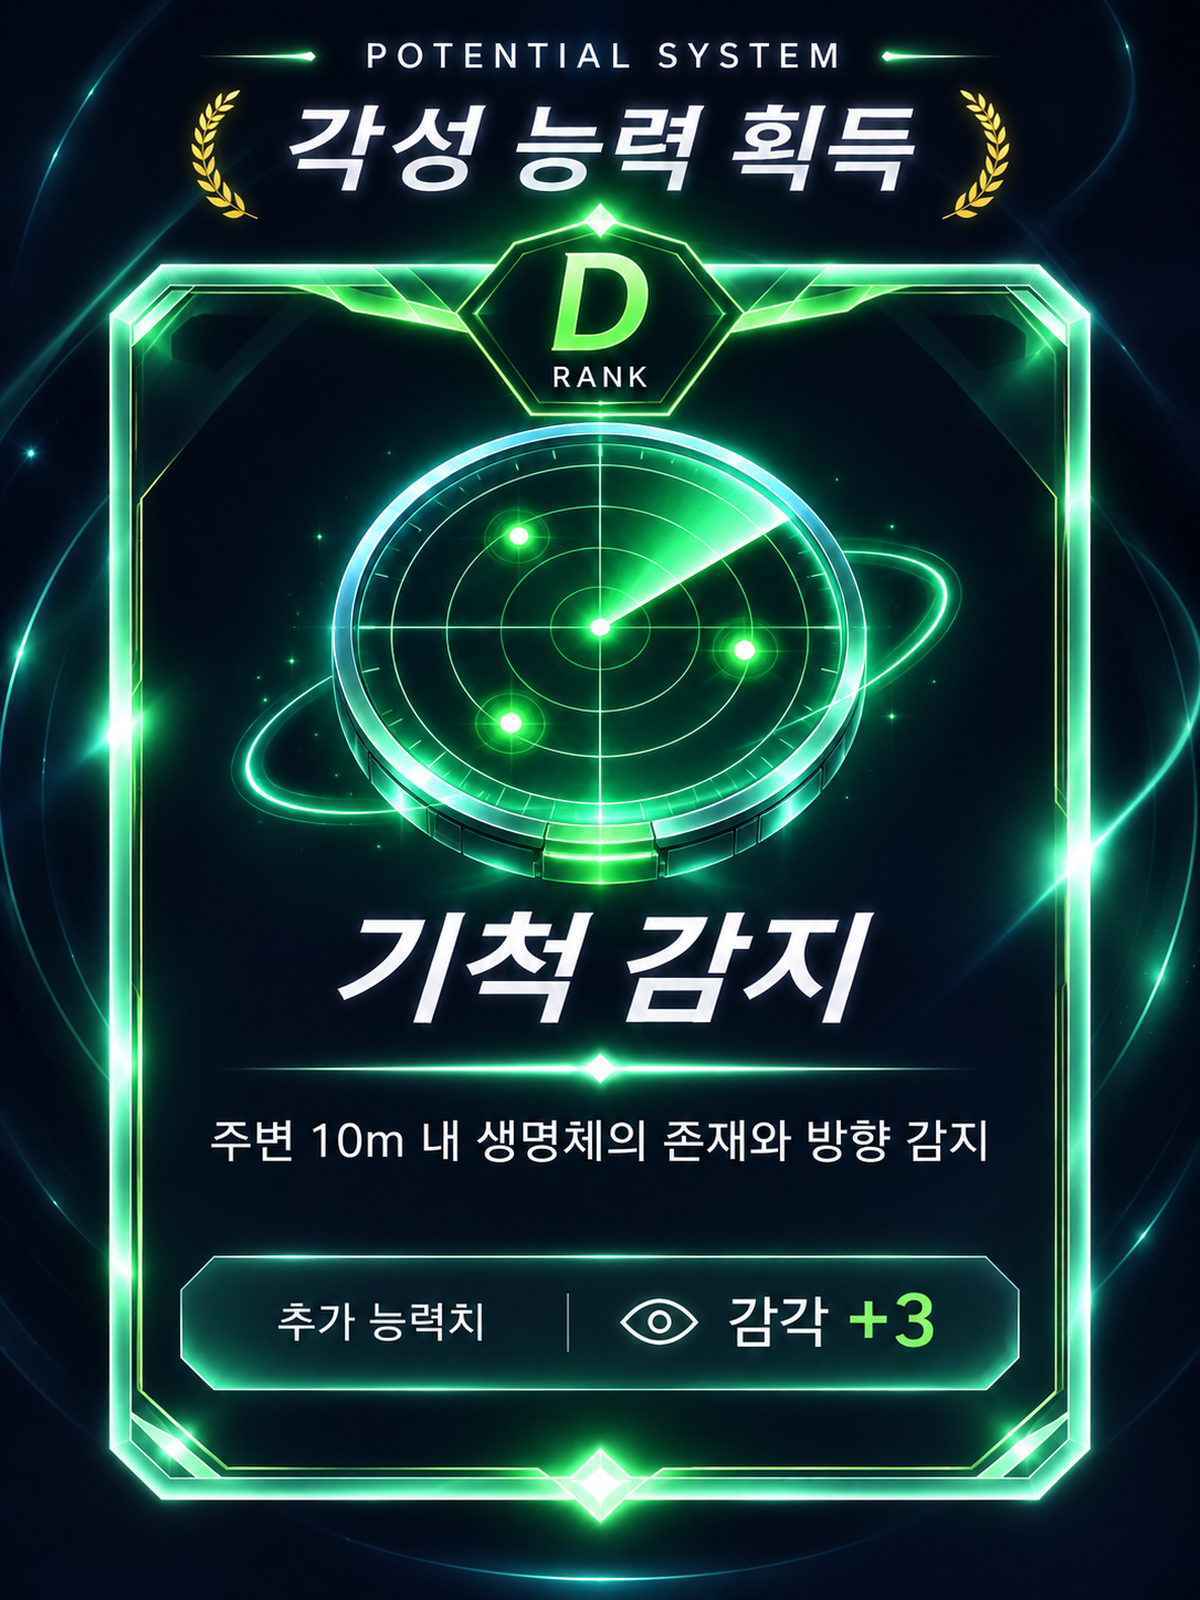 POTENTIAL SYSTEM
각성 능력 획득
D
RANK
기척 감지
주변 10m 내 생명체의 존재와 방향 감지
추가 능력치 감각 +3